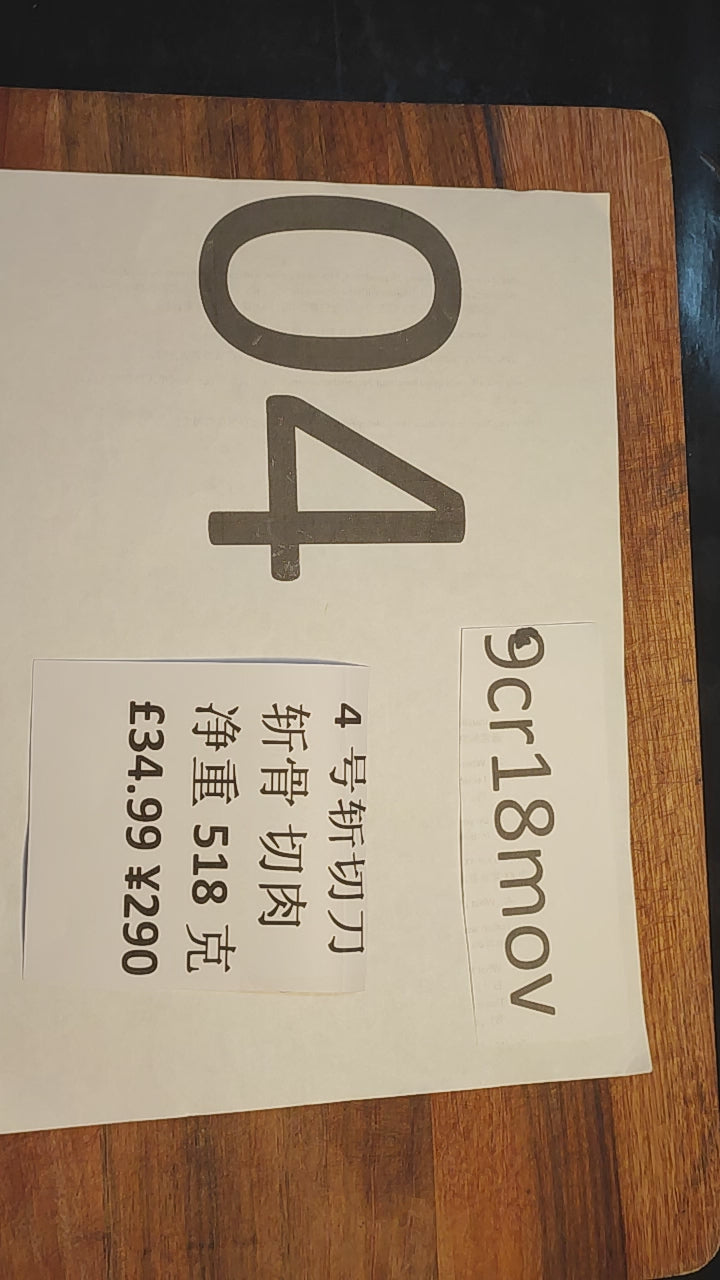 9cr18mov
04
4 号斩切刀
斩骨 切肉
净重 518 克
£34.99 ¥290